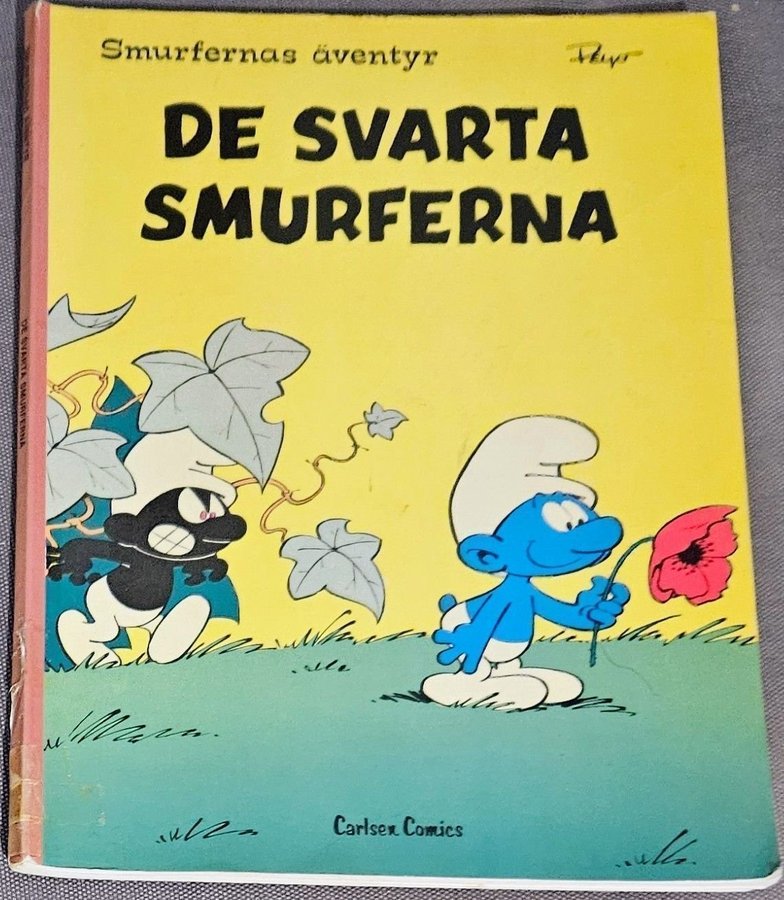 Smurfernas äventyr
Peyo
DE SVARTA
SMURFERNA
DE SVARTA SMURFERNA
Carlsen Comics